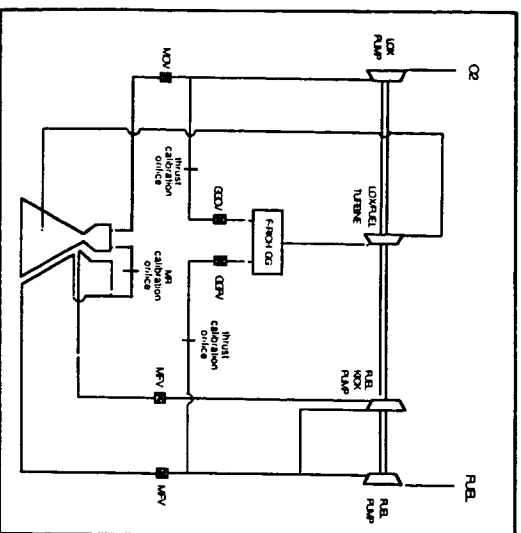 LOX
PUMP
O2
LOX/FUEL
TURBINE
FUEL
KICK
PUMP
FUEL
PUMP
FUEL
MOV
thrust
calibration
orifice
GGOV
F-RICH GG
GGFV
MR
calibration
orifice
thrust
calibration
orifice
MFV
MFV